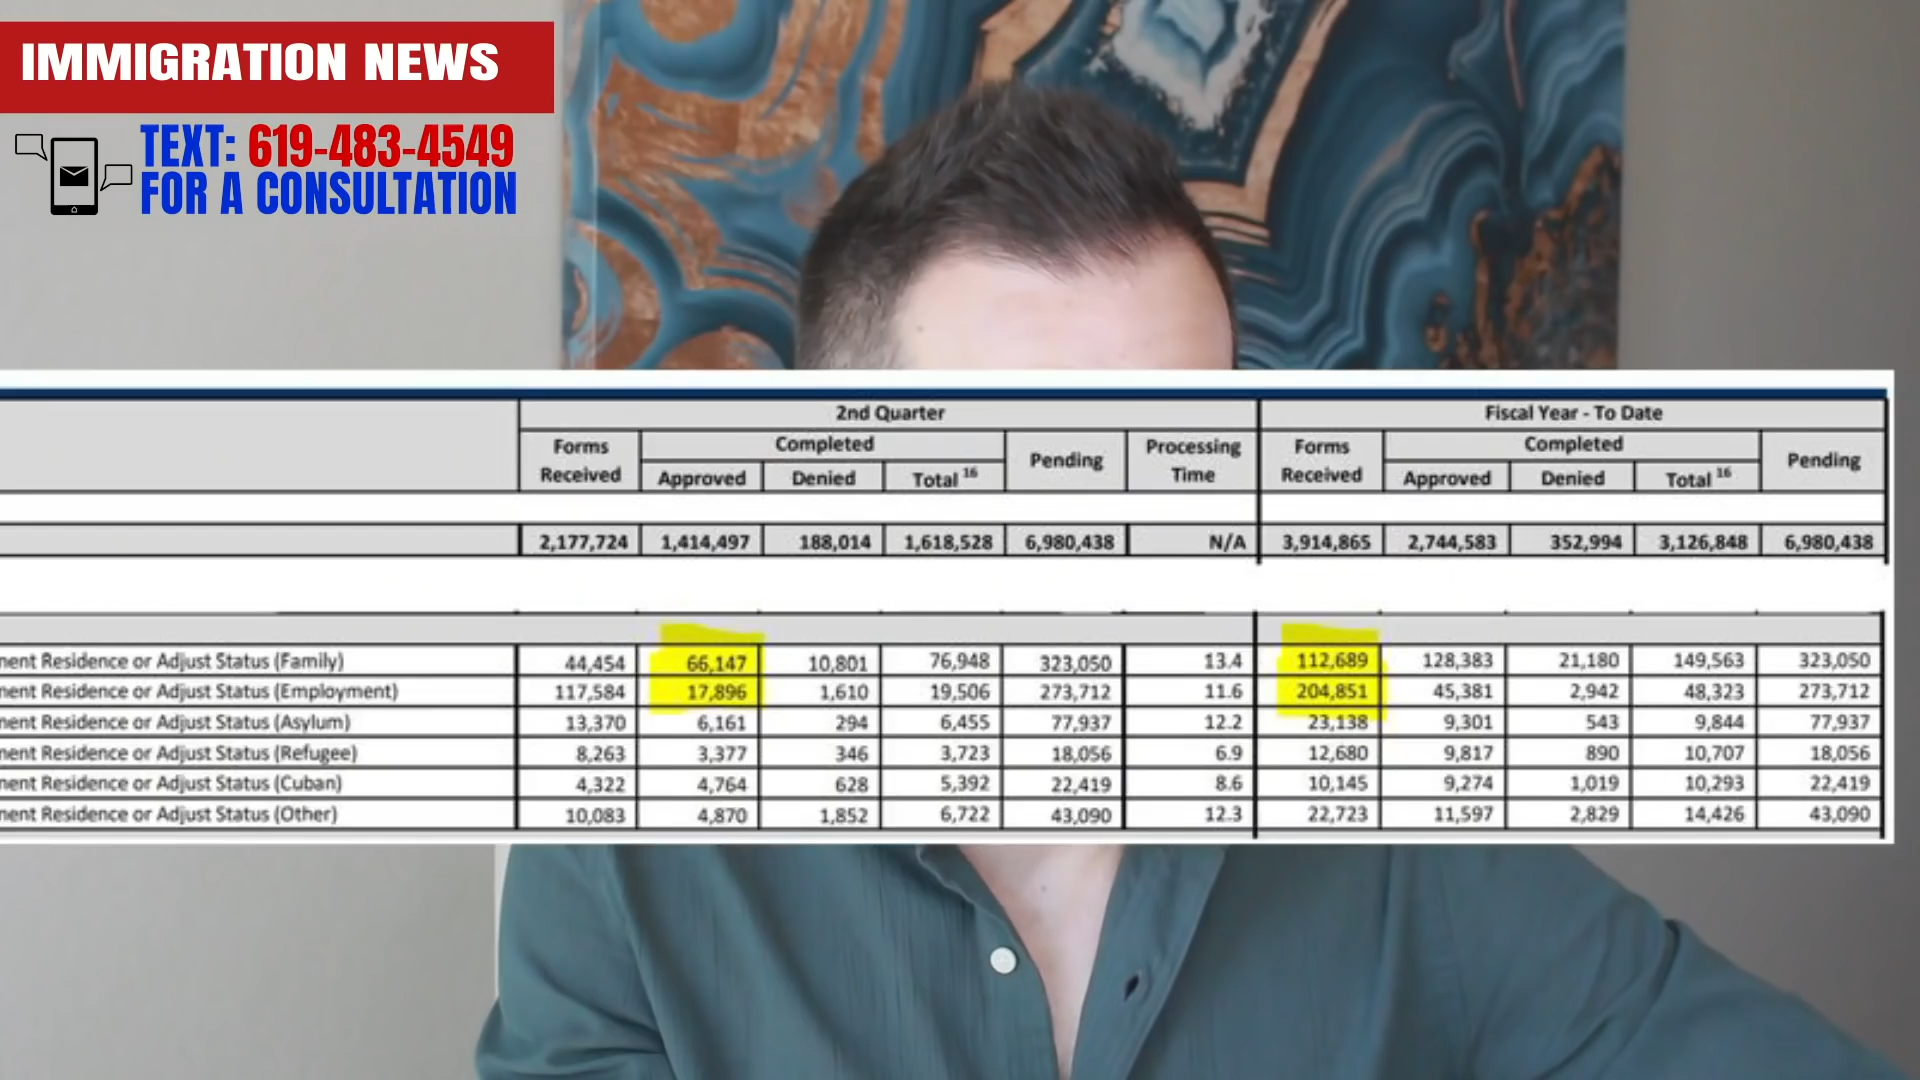 IMMIGRATION NEWS
TEXT: 619-483-4549
FOR A CONSULTATION
2nd Quarter Fiscal Year - To Date
Forms Received Completed Pending Processing Time Forms Received Completed Pending
Approved Denied Total 16 Approved Denied Total 16
2,177,724 1,414,497 188,014 1,618,528 6,980,438 N/A 3,914,865 2,744,583 352,994 3,126,848 6,980,438
nent Residence or Adjust Status (Family) 44,454 66,147 10,801 76,948 323,050 13.4 112,689 128,383 21,180 149,563 323,050
nent Residence or Adjust Status (Employment) 117,584 17,896 1,610 19,506 273,712 11.6 204,851 45,381 2,942 48,323 273,712
nent Residence or Adjust Status (Asylum) 13,370 6,161 294 6,455 77,937 12.2 23,138 9,301 543 9,844 77,937
nent Residence or Adjust Status (Refugee) 8,263 3,377 346 3,723 18,056 6.9 12,680 9,817 890 10,707 18,056
nent Residence or Adjust Status (Cuban) 4,322 4,764 628 5,392 22,419 8.6 10,145 9,274 1,019 10,293 22,419
nent Residence or Adjust Status (Other) 10,083 4,870 1,852 6,722 43,090 12.3 22,723 11,597 2,829 14,426 43,090